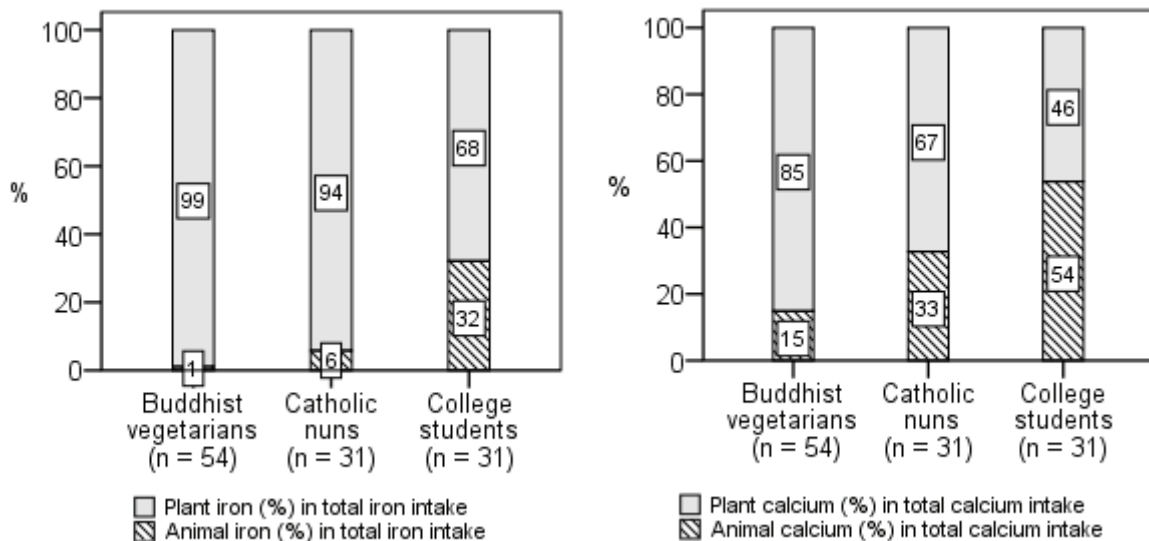 100
80
60
40
20
0
%
99
1
94
6
68
32
Buddhist
vegetarians
(n = 54)
Catholic
nuns
(n = 31)
College
students
(n = 31)
Plant iron (%) in total iron intake
Animal iron (%) in total iron intake
100
80
60
40
20
0
%
85
15
67
33
46
54
Buddhist
vegetarians
(n = 54)
Catholic
nuns
(n = 31)
College
students
(n = 31)
Plant calcium (%) in total calcium intake
Animal calcium (%) in total calcium intake